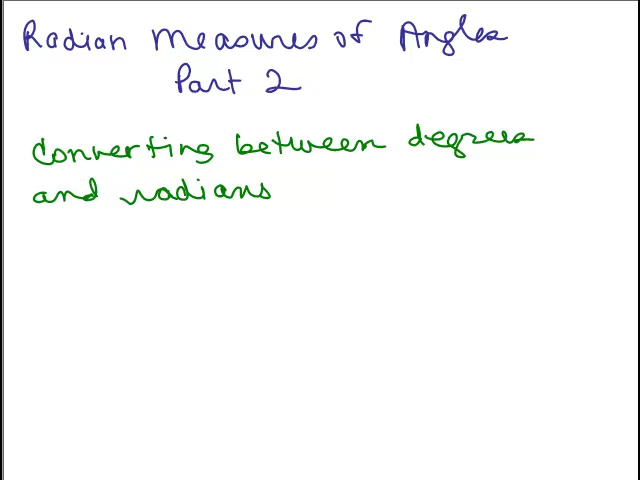 Radian Measures of Angles
Part 2
Converting between degrees
and radians